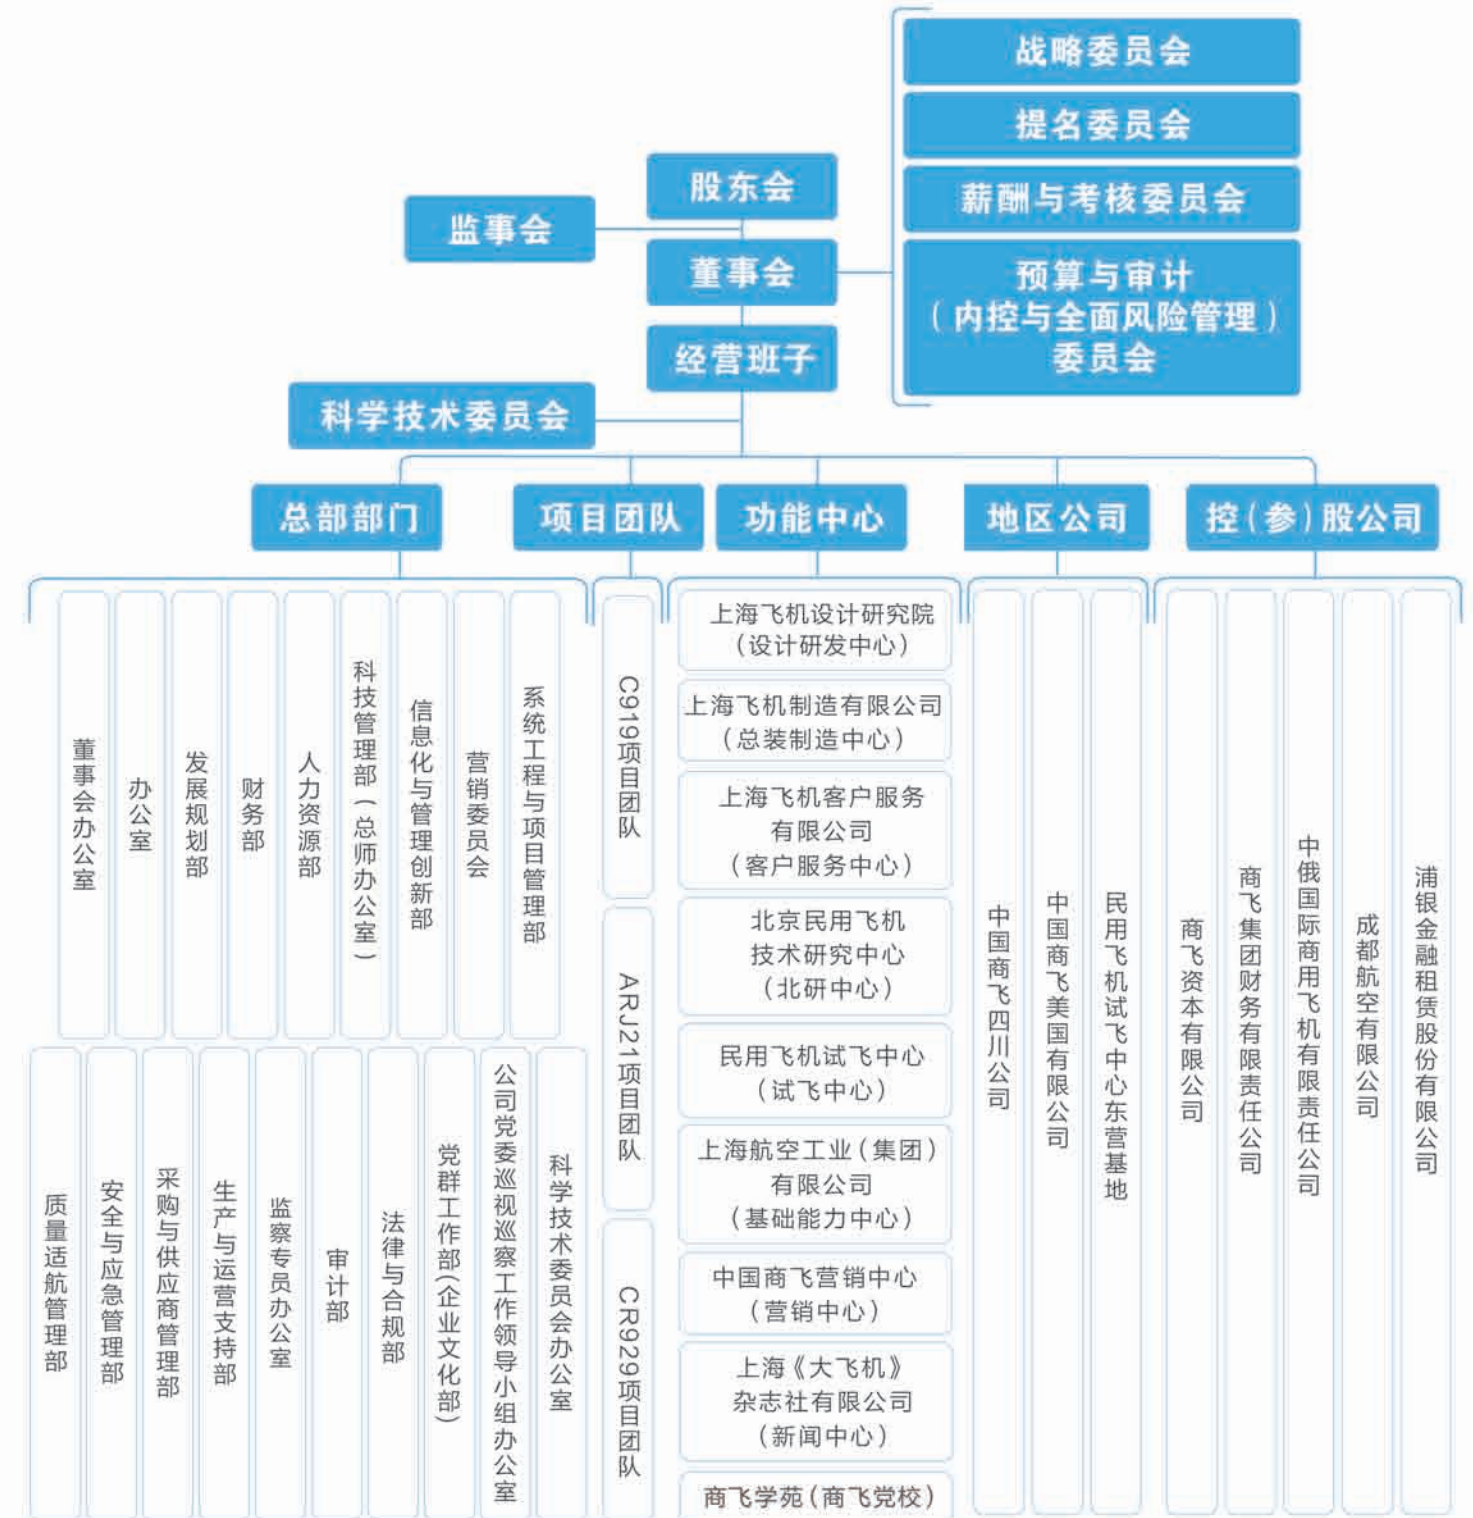 战略委员会
提名委员会
薪酬与考核委员会
预算与审计
（内控与全面风险管理）
委员会
股东会
监事会
董事会
经营班子
科学技术委员会
总部部门
项目团队
功能中心
地区公司
控（参）股公司
董事会办公室
办公室
发展规划部
财务部
人力资源部
科技管理部（总师办公室）
信息化与管理创新部
营销委员会
系统工程与项目管理部
质量适航管理部
安全与应急管理部
采购与供应商管理部
生产与运营支持部
监察专员办公室
审计部
法律与合规部
党群工作部(企业文化部)
公司党委巡视巡察工作领导小组办公室
科学技术委员会办公室
C919项目团队
ARJ21项目团队
CR929项目团队
上海飞机设计研究院
（设计研发中心）
上海飞机制造有限公司
（总装制造中心）
上海飞机客户服务
有限公司
（客户服务中心）
北京民用飞机
技术研究中心
（北研中心）
民用飞机试飞中心
（试飞中心）
上海航空工业（集团）
有限公司
（基础能力中心）
中国商飞营销中心
（营销中心）
上海《大飞机》
杂志社有限公司
（新闻中心）
商飞学苑（商飞党校）
中国商飞四川公司
中国商飞美国有限公司
民用飞机试飞中心东营基地
商飞资本有限公司
商飞集团财务有限责任公司
中俄国际商用飞机有限责任公司
成都航空有限公司
浦银金融租赁股份有限公司